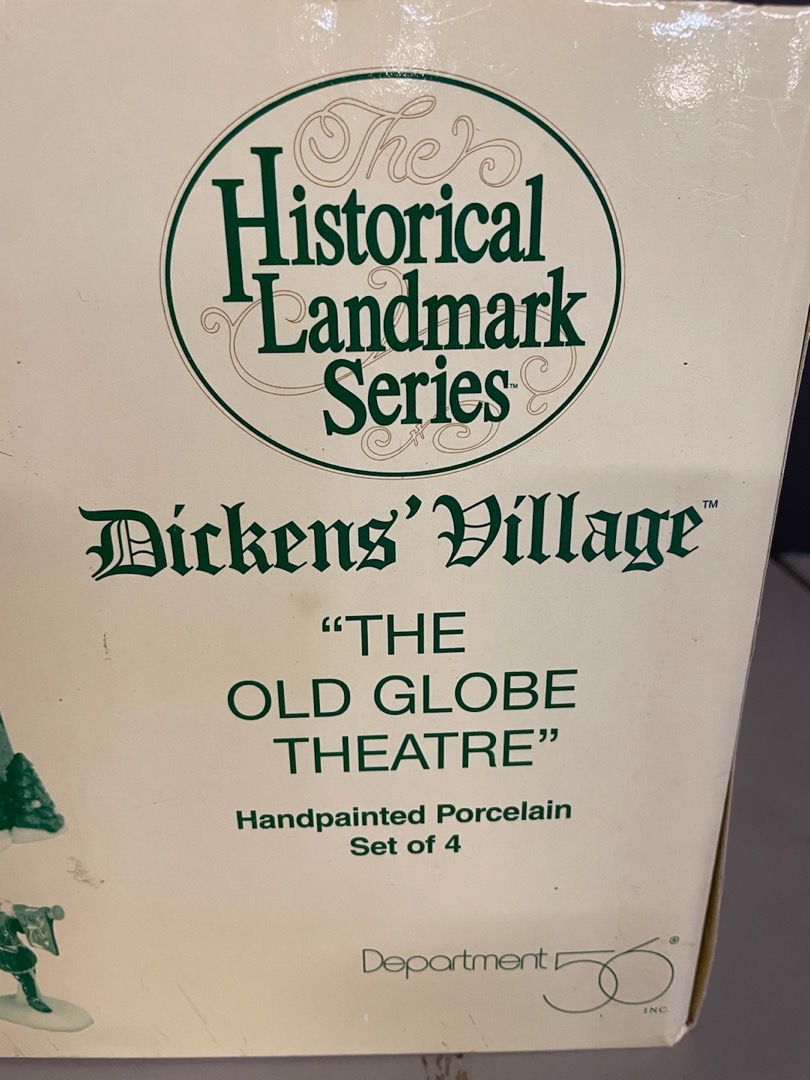 The
Historical
Landmark
Series™
Dickens' Village™
“THE
OLD GLOBE
THEATRE”
Handpainted Porcelain
Set of 4
Department 56®
INC.